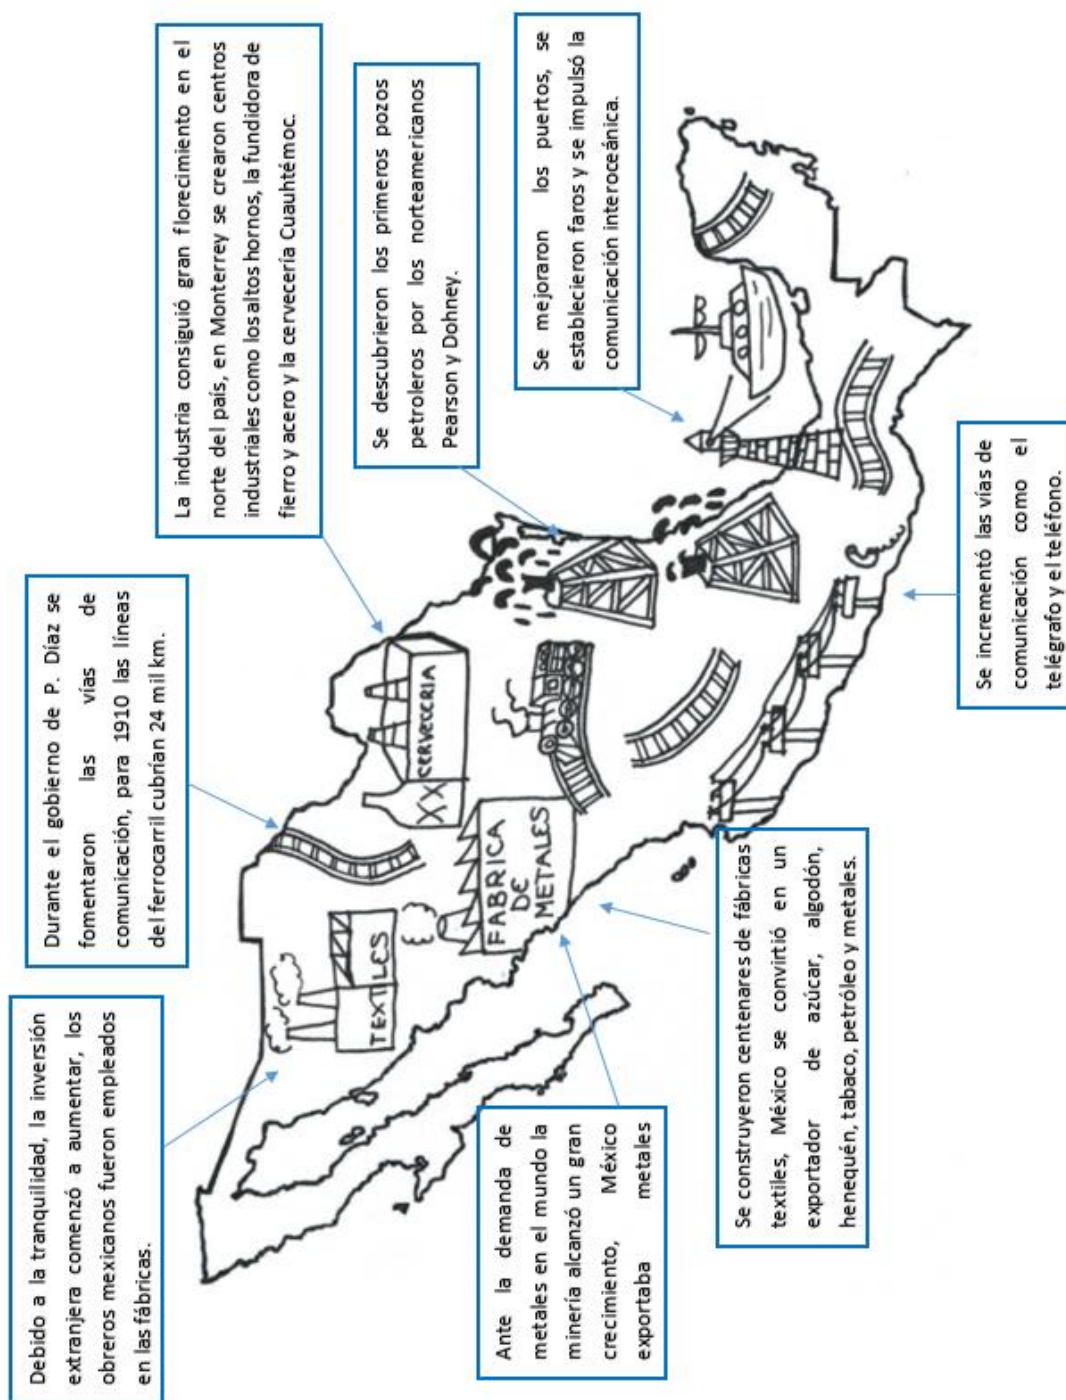 Debido a la tranquilidad, la inversión
extranjera comenzó a aumentar, los
obreros mexicanos fueron empleados
en las fábricas.
Durante el gobierno de P. Díaz se
fomentaron las vías de
comunicación, para 1910 las líneas
del ferrocarril cubrían 24 mil km.
La industria consiguió gran florecimiento en el
norte del país, en Monterrey se crearon centros
industriales como los altos hornos, la fundidora de
fierro y acero y la cervecería Cuauhtémoc.
Se descubrieron los primeros pozos
petroleros por los norteamericanos
Pearson y Dohney.
Se mejoraron los puertos, se
establecieron faros y se impulsó la
comunicación interoceánica.
TEXTILES
XX
CERVECERIA
FABRICA
DE
METALES
Ante la demanda de
metales en el mundo la
minería alcanzó un gran
crecimiento, México
exportaba metales
Se construyeron centenares de fábricas
textiles, México se convirtió en un
exportador de azúcar, algodón,
henequén, tabaco, petróleo y metales.
Se incrementó las vías de
comunicación como el
telégrafo y el teléfono.